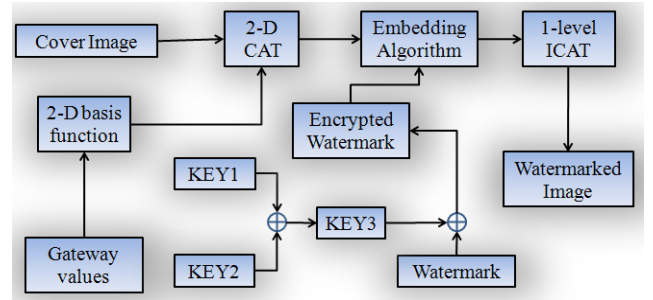 Cover Image
2-D
CAT
Embedding
Algorithm
1-level
ICAT
2-D basis
function
Encrypted
Watermark
Watermarked
Image
KEY1
KEY3
Gateway
values
KEY2
Watermark